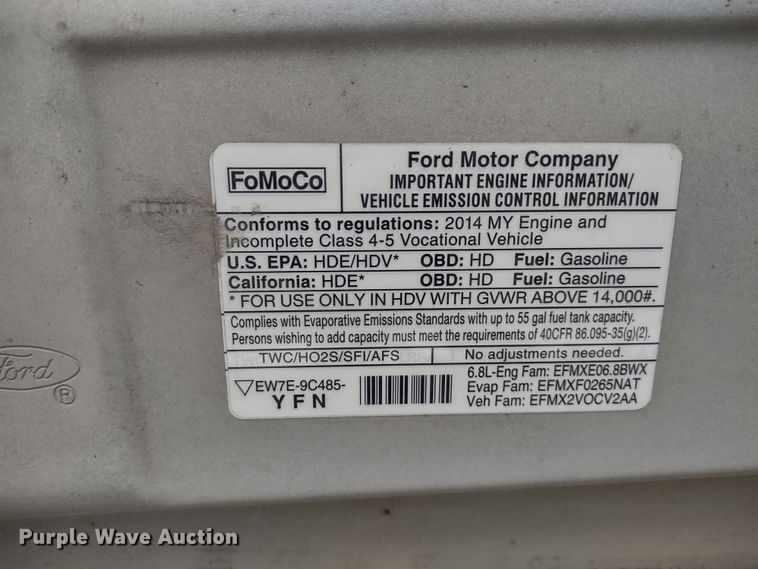 FoMoCo
Ford Motor Company
IMPORTANT ENGINE INFORMATION/
VEHICLE EMISSION CONTROL INFORMATION
Conforms to regulations: 2014 MY Engine and
Incomplete Class 4-5 Vocational Vehicle
U.S. EPA: HDE/HDV* OBD: HD Fuel: Gasoline
California: HDE* OBD: HD Fuel: Gasoline
* FOR USE ONLY IN HDV WITH GVWR ABOVE 14,000#.
Complies with Evaporative Emissions Standards with up to 55 gal fuel tank capacity.
Persons wishing to add capacity must meet the requirements of 40CFR 86.095-35(g)(2).
TWC/HO2S/SFI/AFS
No adjustments needed.
EW7E-9C485-
YFN
6.8L-Eng Fam: EFMXE06.8BWX
Evap Fam: EFMXF0265NAT
Veh Fam: EFMX2VOCV2AA
Ford ®
Purple Wave Auction